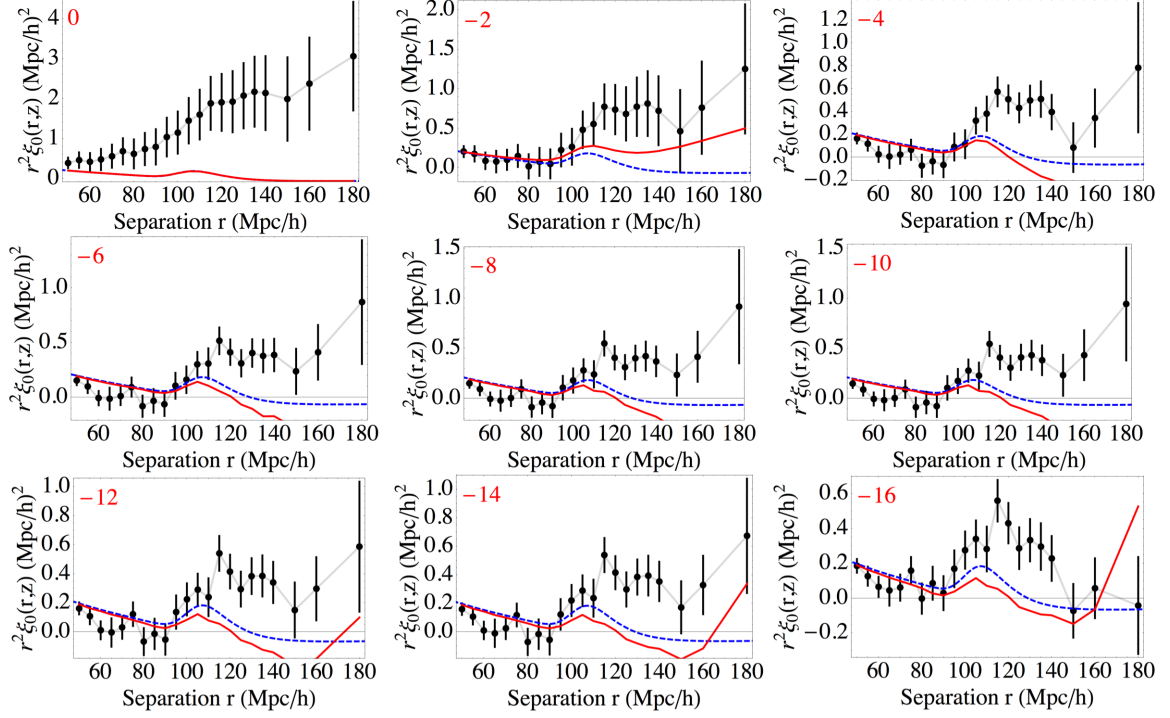 0
r²ξ₀(r,z) (Mpc/h)²
4
3
2
1
0
60 80 100 120 140 160 180
Separation r (Mpc/h)
−2
r²ξ₀(r,z) (Mpc/h)²
2.0
1.5
1.0
0.5
0.0
60 80 100 120 140 160 180
Separation r (Mpc/h)
−4
r²ξ₀(r,z) (Mpc/h)²
1.2
1.0
0.8
0.6
0.4
0.2
0.0
−0.2
60 80 100 120 140 160 180
Separation r (Mpc/h)
−6
r²ξ₀(r,z) (Mpc/h)²
1.0
0.5
0.0
60 80 100 120 140 160 180
Separation r (Mpc/h)
−8
r²ξ₀(r,z) (Mpc/h)²
1.5
1.0
0.5
0.0
60 80 100 120 140 160 180
Separation r (Mpc/h)
−10
r²ξ₀(r,z) (Mpc/h)²
1.5
1.0
0.5
0.0
60 80 100 120 140 160 180
Separation r (Mpc/h)
−12
r²ξ₀(r,z) (Mpc/h)²
1.0
0.8
0.6
0.4
0.2
0.0
60 80 100 120 140 160 180
Separation r (Mpc/h)
−14
r²ξ₀(r,z) (Mpc/h)²
1.0
0.8
0.6
0.4
0.2
0.0
60 80 100 120 140 160 180
Separation r (Mpc/h)
−16
r²ξ₀(r,z) (Mpc/h)²
0.6
0.4
0.2
0.0
−0.2
60 80 100 120 140 160 180
Separation r (Mpc/h)